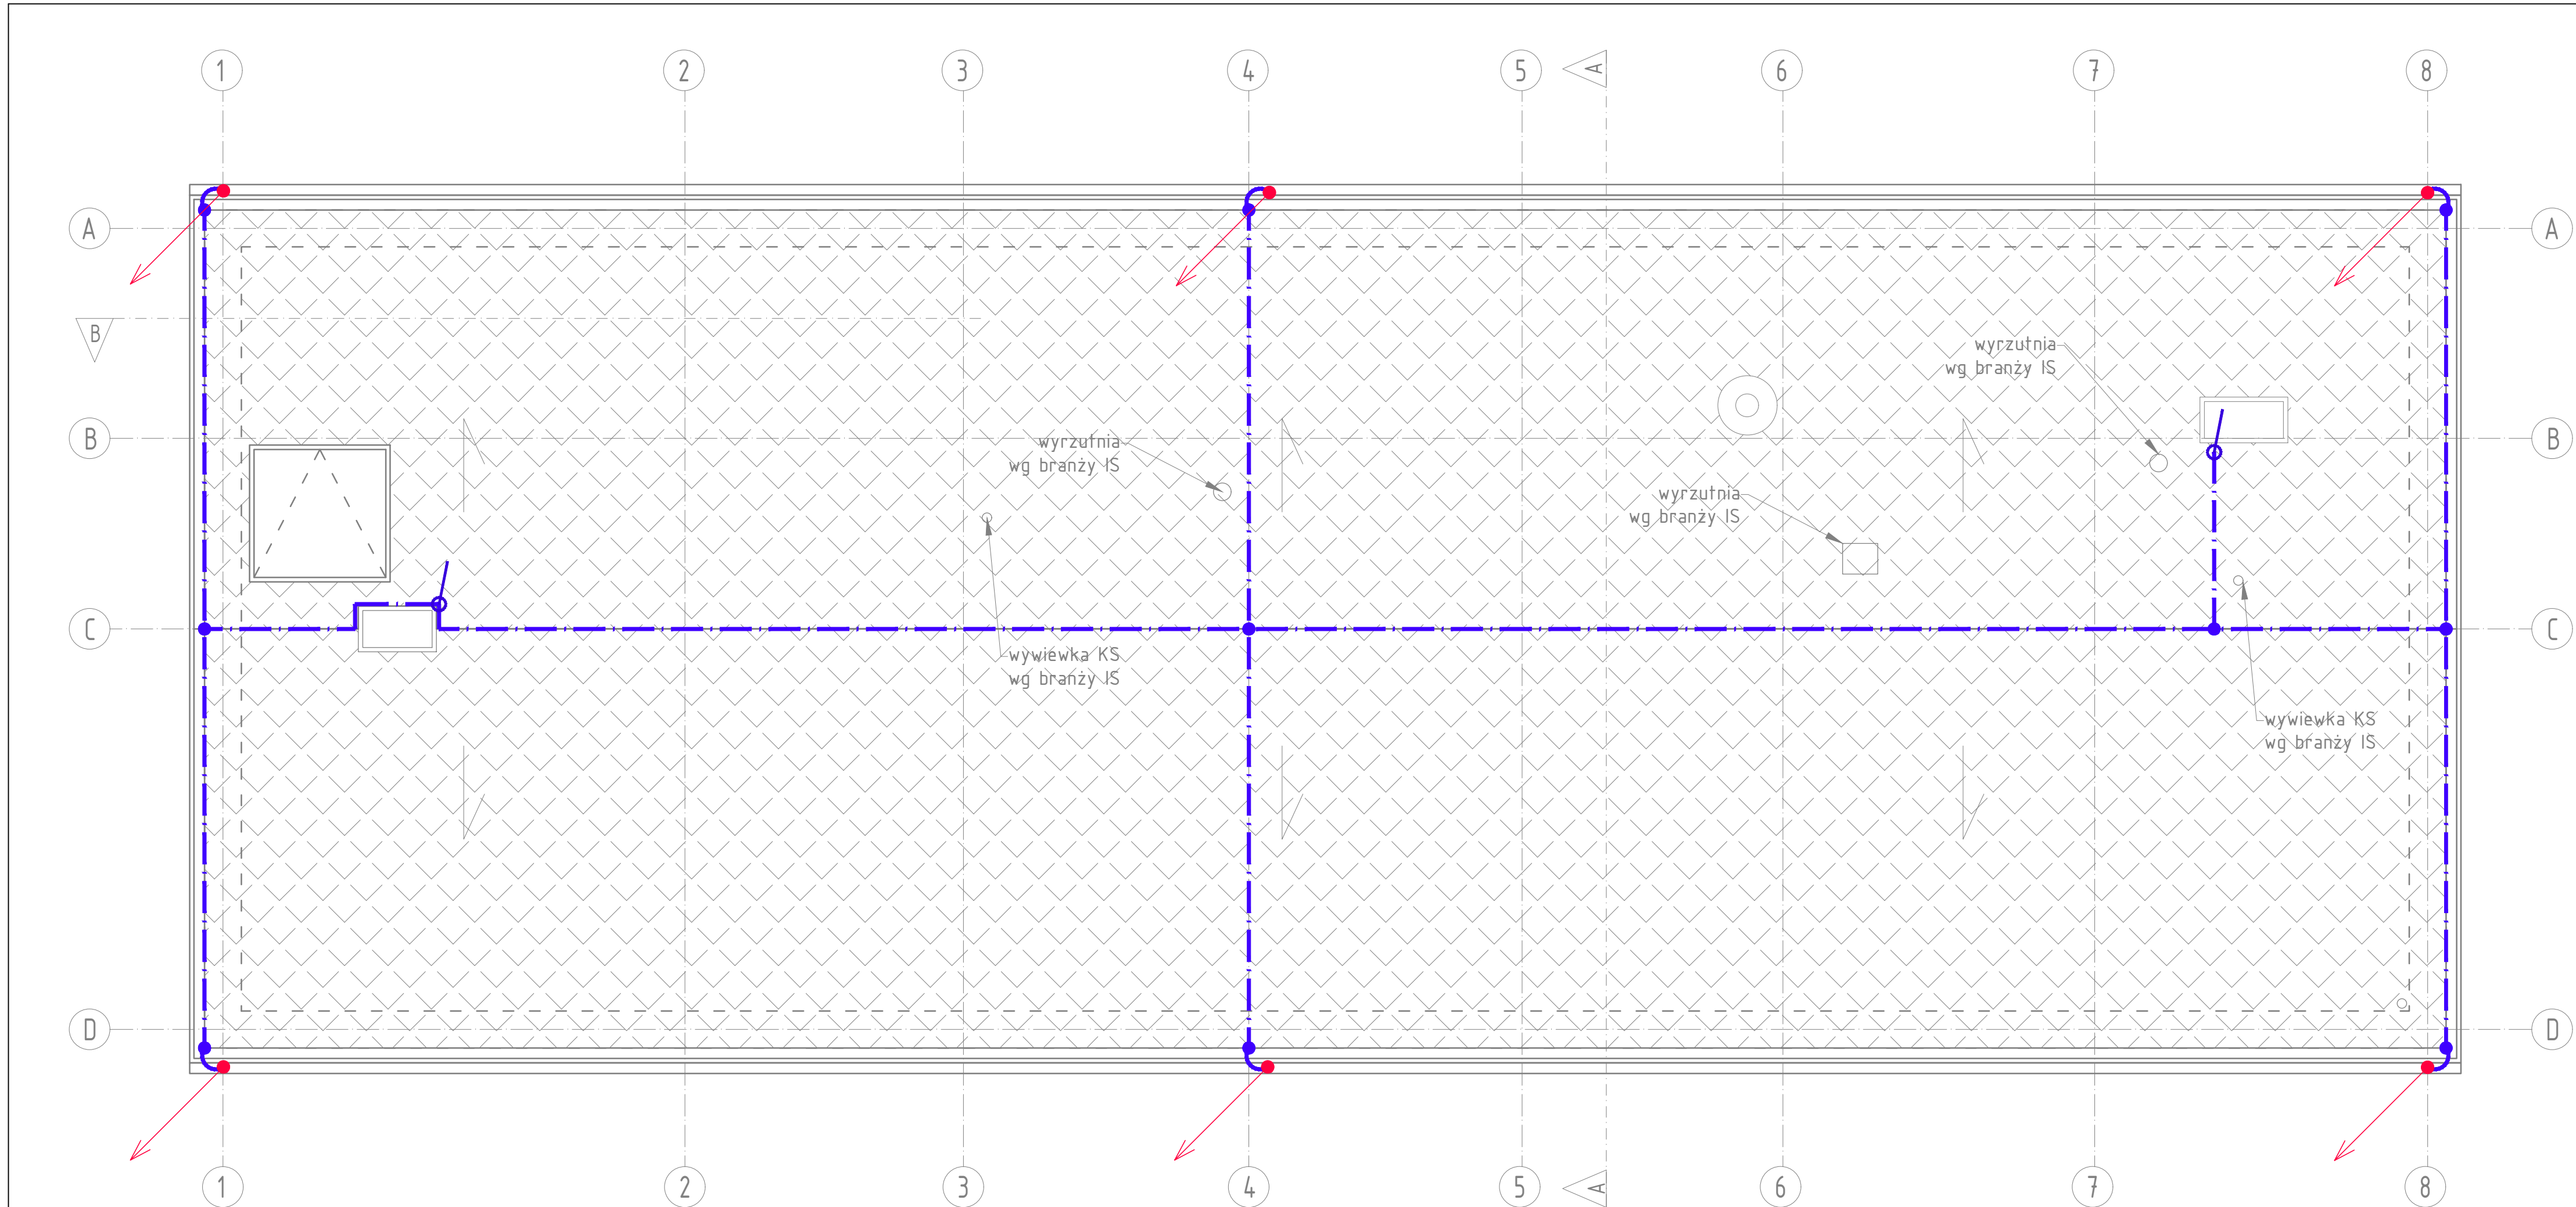 1 2 3 4 5 A 6 7 8
A A
B
wyrzutnia
wg branży IS
B B
wyrzutnia
wg branży IS
wyrzutnia
wg branży IS
C C
wywiewka KS
wg branży IS
wywiewka KS
wg branży IS
D D
1 2 3 4 5 A 6 7 8